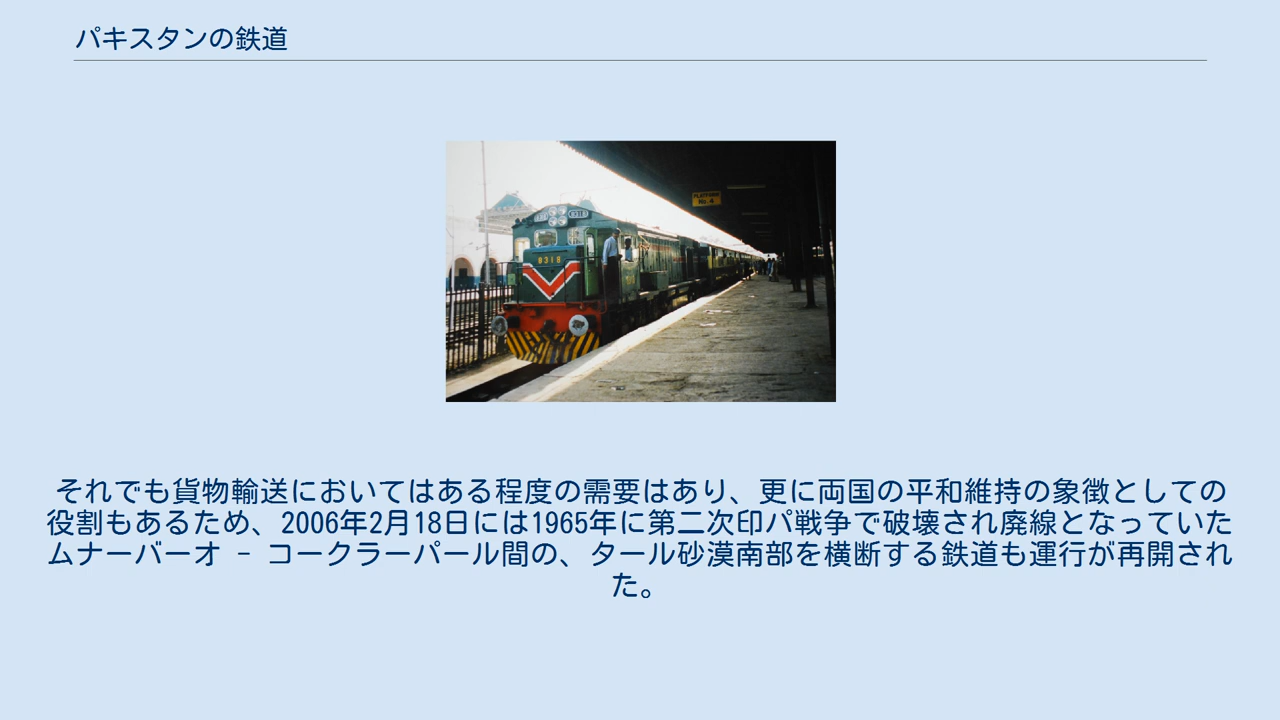 パキスタンの鉄道
PLATFORM
No.4
8318
それでも貨物輸送においてはある程度の需要はあり、更に両国の平和維持の象徴としての
役割もあるため、2006年2月18日には1965年に第二次印パ戦争で破壊され廃線となっていた
ムナーバーオ - コークラーパール間の、タール砂漠南部を横断する鉄道も運行が再開され
た。